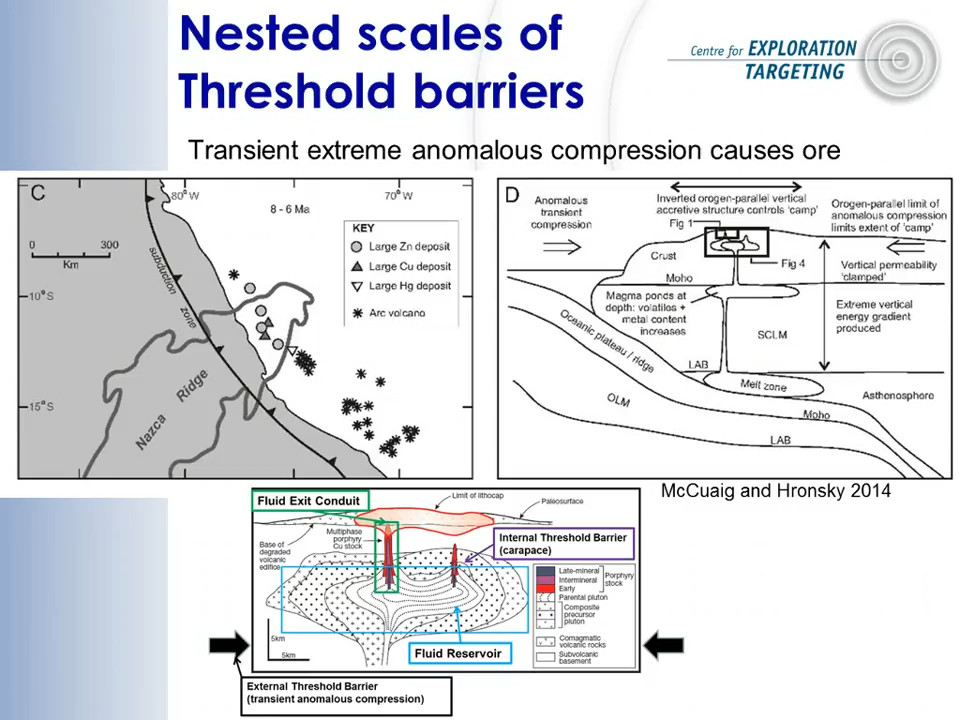 Nested scales of
Threshold barriers
Centre for EXPLORATION
TARGETING
Transient extreme anomalous compression causes ore
C
80°W
70°W
8 - 6 Ma
0 300
Km
10°S
15°S
subduction zone
Nazca Ridge
KEY
Large Zn deposit
Large Cu deposit
Large Hg deposit
Arc volcano
D
Anomalous
transient
compression
Inverted orogen-parallel vertical
accretive structure controls 'camp'
Orogen-parallel limit of
anomalous compression
limits extent of 'camp'
Fig 1
Fig 4
Crust
Moho
Vertical permeability
'clamped'
Magma ponds at
depth: volatiles +
metal content
increases
Extreme vertical
energy gradient
produced
SCLM
Oceanic plateau / ridge
LAB
Melt zone
Asthenosphere
OLM
Moho
LAB
McCuaig and Hronsky 2014
Fluid Exit Conduit
Limit of lithocap
Paleosurface
Multiphase
porphyry
Cu stock
Base of
degraded
volcanic
edifice
Internal Threshold Barrier
(carapace)
Late-mineral
Intermineral
Early
Porphyry
stock
Parental pluton
Composite
precursor
pluton
Comagmatic
volcanic rocks
Subvolcanic
basement
5km
5km
Fluid Reservoir
External Threshold Barrier
(transient anomalous compression)